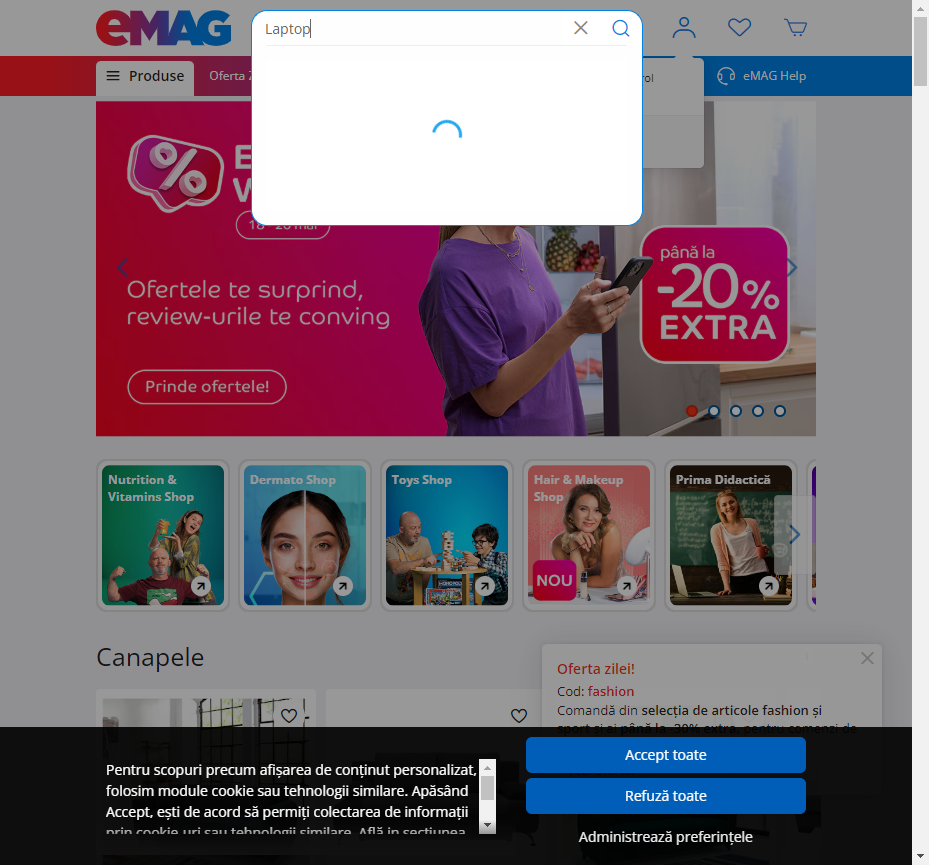 eMAG
Laptop
Produse
Oferta Z
rol
eMAG Help
E
W
18 - 20 mai
Ofertele te surprind,
review-urile te conving
Prinde ofertele!
până la
-20%
EXTRA
Nutrition &
Vitamins Shop
Dermato Shop
Toys Shop
Hair & Makeup
Shop
NOU
Prima Didactică
Canapele
Oferta zilei!
Cod: fashion
Comandă din selecția de articole fashion și
sport și ai până la -30% extra, pentru comenzi de
Pentru scopuri precum afișarea de conținut personalizat,
folosim module cookie sau tehnologii similare. Apăsând
Accept, ești de acord să permiți colectarea de informații
prin cookie-uri sau tehnologii similare. Află in sectiunea
Accept toate
Refuză toate
Administrează preferințele